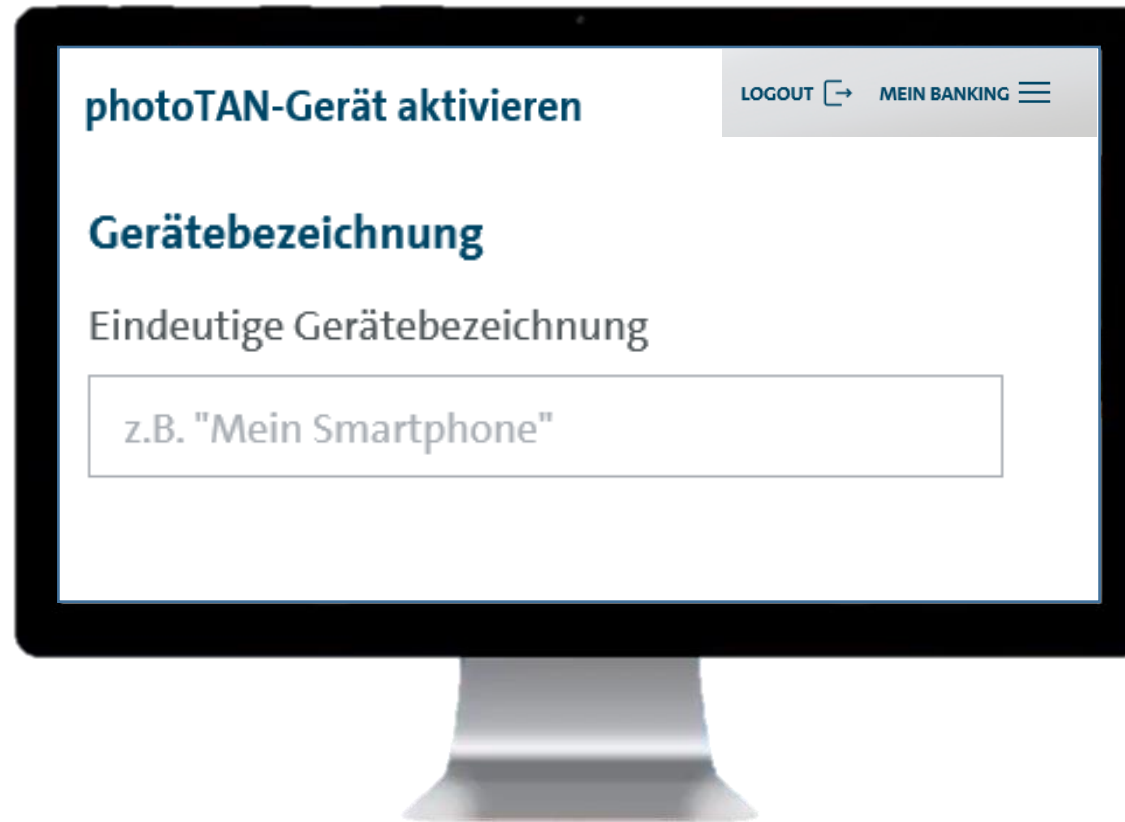 photoTAN-Gerät aktivieren
LOGOUT MEIN BANKING
Gerätebezeichnung
Eindeutige Gerätebezeichnung
z.B. "Mein Smartphone"